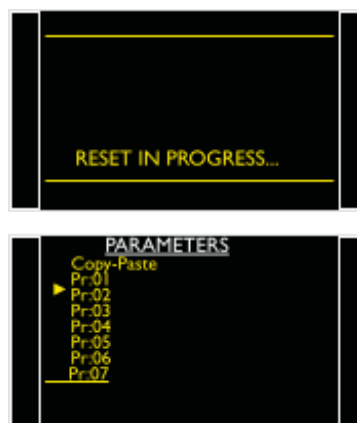 RESET IN PROGRESS...
PARAMETERS
Copy-Paste
Pr:01
Pr:02
Pr:03
Pr:04
Pr:05
Pr:06
Pr:07